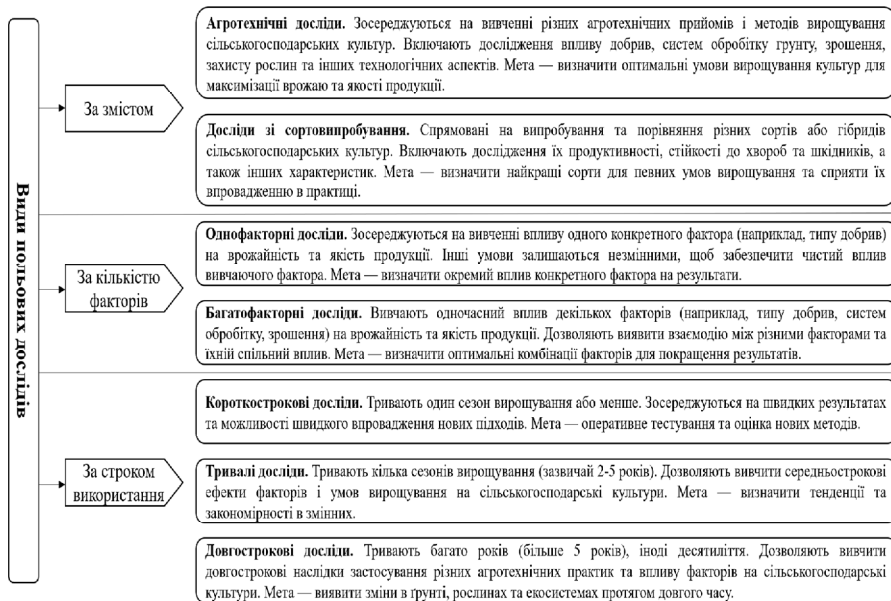 Види польових дослідів
За змістом
Агротехнічні досліди. Зосереджуються на вивченні різних агротехнічних прийомів і методів вирощування
сільськогосподарських культур. Включають дослідження впливу добрив, систем обробітку ґрунту, зрошення,
захисту рослин та інших технологічних аспектів. Мета — визначити оптимальні умови вирощування культур для
максимізації врожаю та якості продукції.
Досліди зі сортовипробування. Спрямовані на випробування та порівняння різних сортів або гібридів
сільськогосподарських культур. Включають дослідження їх продуктивності, стійкості до хвороб та шкідників, а
також інших характеристик. Мета — визначити найкращі сорти для певних умов вирощування та сприяти їх
впровадженню в практиці.
За кількістю
факторів
Однофакторні досліди. Зосереджуються на вивченні впливу одного конкретного фактора (наприклад, типу добрив)
на врожайність та якість продукції. Інші умови залишаються незмінними, щоб забезпечити чистий вплив
вивчаючого фактора. Мета — визначити окремий вплив конкретного фактора на результати.
Багатофакторні досліди. Вивчають одночасний вплив декількох факторів (наприклад, типу добрив, систем
обробітку, зрошення) на врожайність та якість продукції. Дозволяють виявити взаємодію між різними факторами та
їхній спільний вплив. Мета — визначити оптимальні комбінації факторів для покращення результатів.
За строком
використання
Короткострокові досліди. Тривають один сезон вирощування або менше. Зосереджуються на швидких результатах
та можливості швидкого впровадження нових підходів. Мета — оперативне тестування та оцінка нових методів.
Тривалі досліди. Тривають кілька сезонів вирощування (зазвичай 2-5 років). Дозволяють вивчити середньострокові
ефекти факторів і умов вирощування на сільськогосподарські культури. Мета — визначити тенденції та
закономірності в змінних.
Довгострокові досліди. Тривають багато років (більше 5 років), іноді десятиліття. Дозволяють вивчити
довгострокові наслідки застосування різних агротехнічних практик та впливу факторів на сільськогосподарські
культури. Мета — виявити зміни в ґрунті, рослинах та екосистемах протягом довгого часу.